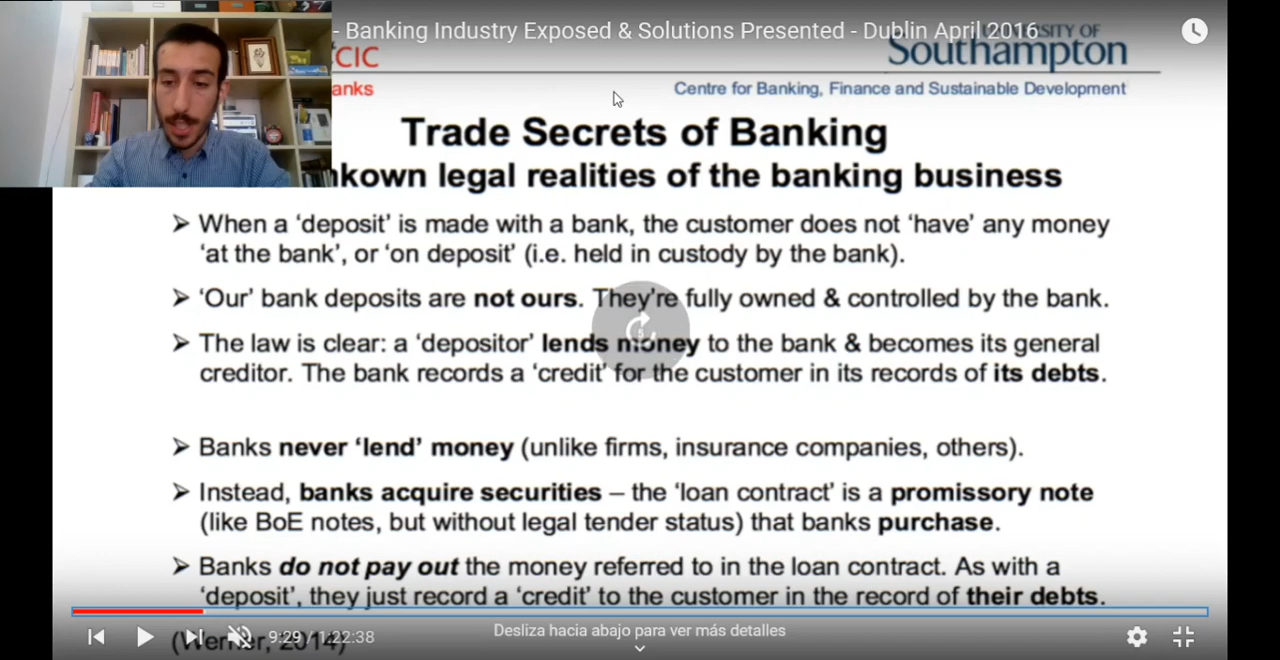 - Banking Industry Exposed & Solutions Presented - Dublin April 2016
UNIVERSITY OF
CIC
Southampton
anks
Centre for Banking, Finance and Sustainable Development
Trade Secrets of Banking
nkown legal realities of the banking business
➢ When a ‘deposit’ is made with a bank, the customer does not ‘have’ any money
‘at the bank’, or ‘on deposit’ (i.e. held in custody by the bank).
➢ ‘Our’ bank deposits are not ours. They’re fully owned & controlled by the bank.
➢ The law is clear: a ‘depositor’ lends money to the bank & becomes its general
creditor. The bank records a ‘credit’ for the customer in its records of its debts.
➢ Banks never ‘lend’ money (unlike firms, insurance companies, others).
➢ Instead, banks acquire securities – the ‘loan contract’ is a promissory note
(like BoE notes, but without legal tender status) that banks purchase.
➢ Banks do not pay out the money referred to in the loan contract. As with a
‘deposit’, they just record a ‘credit’ to the customer in the record of their debts.
(Werner, 2014)
9:29 / 1:22:38
Desliza hacia abajo para ver más detalles
5